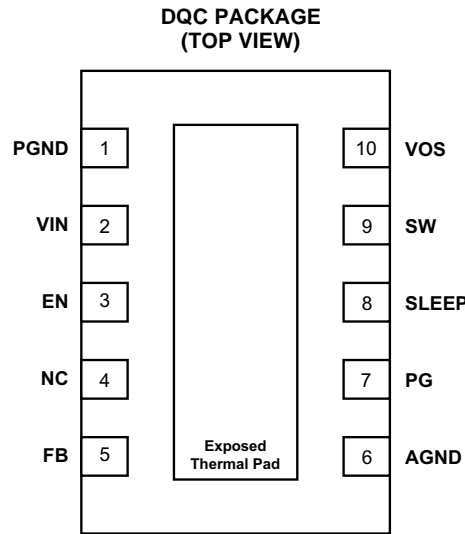 DQC PACKAGE
(TOP VIEW)
PGND 1 10 VOS
VIN 2 9 SW
EN 3 8 SLEEP
NC 4 7 PG
FB 5 Exposed Thermal Pad 6 AGND